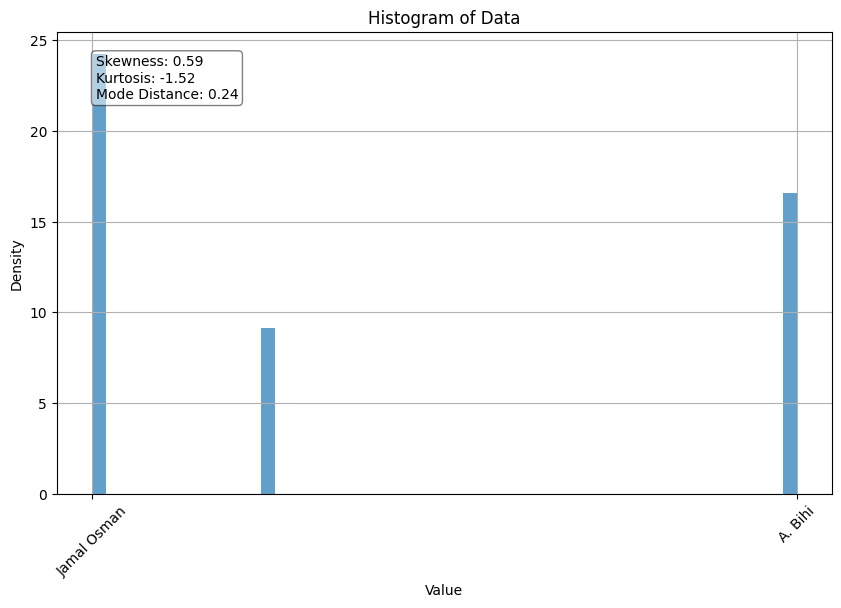 Histogram of Data
25
20
15
10
5
0
Density
Skewness: 0.59
Kurtosis: -1.52
Mode Distance: 0.24
Jamal Osman
A. Bihi
Value